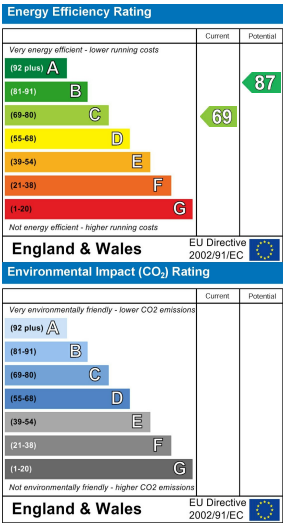 Energy Efficiency Rating
Current Potential
Very energy efficient - lower running costs
(92 plus) A
(81-91) B
87
(69-80) C
69
(55-68) D
(39-54) E
(21-38) F
(1-20) G
Not energy efficient - higher running costs
England & Wales
EU Directive
2002/91/EC
Environmental Impact (CO2) Rating
Current Potential
Very environmentally friendly - lower CO2 emissions
(92 plus) A
(81-91) B
(69-80) C
(55-68) D
(39-54) E
(21-38) F
(1-20) G
Not environmentally friendly - higher CO2 emissions
England & Wales
EU Directive
2002/91/EC